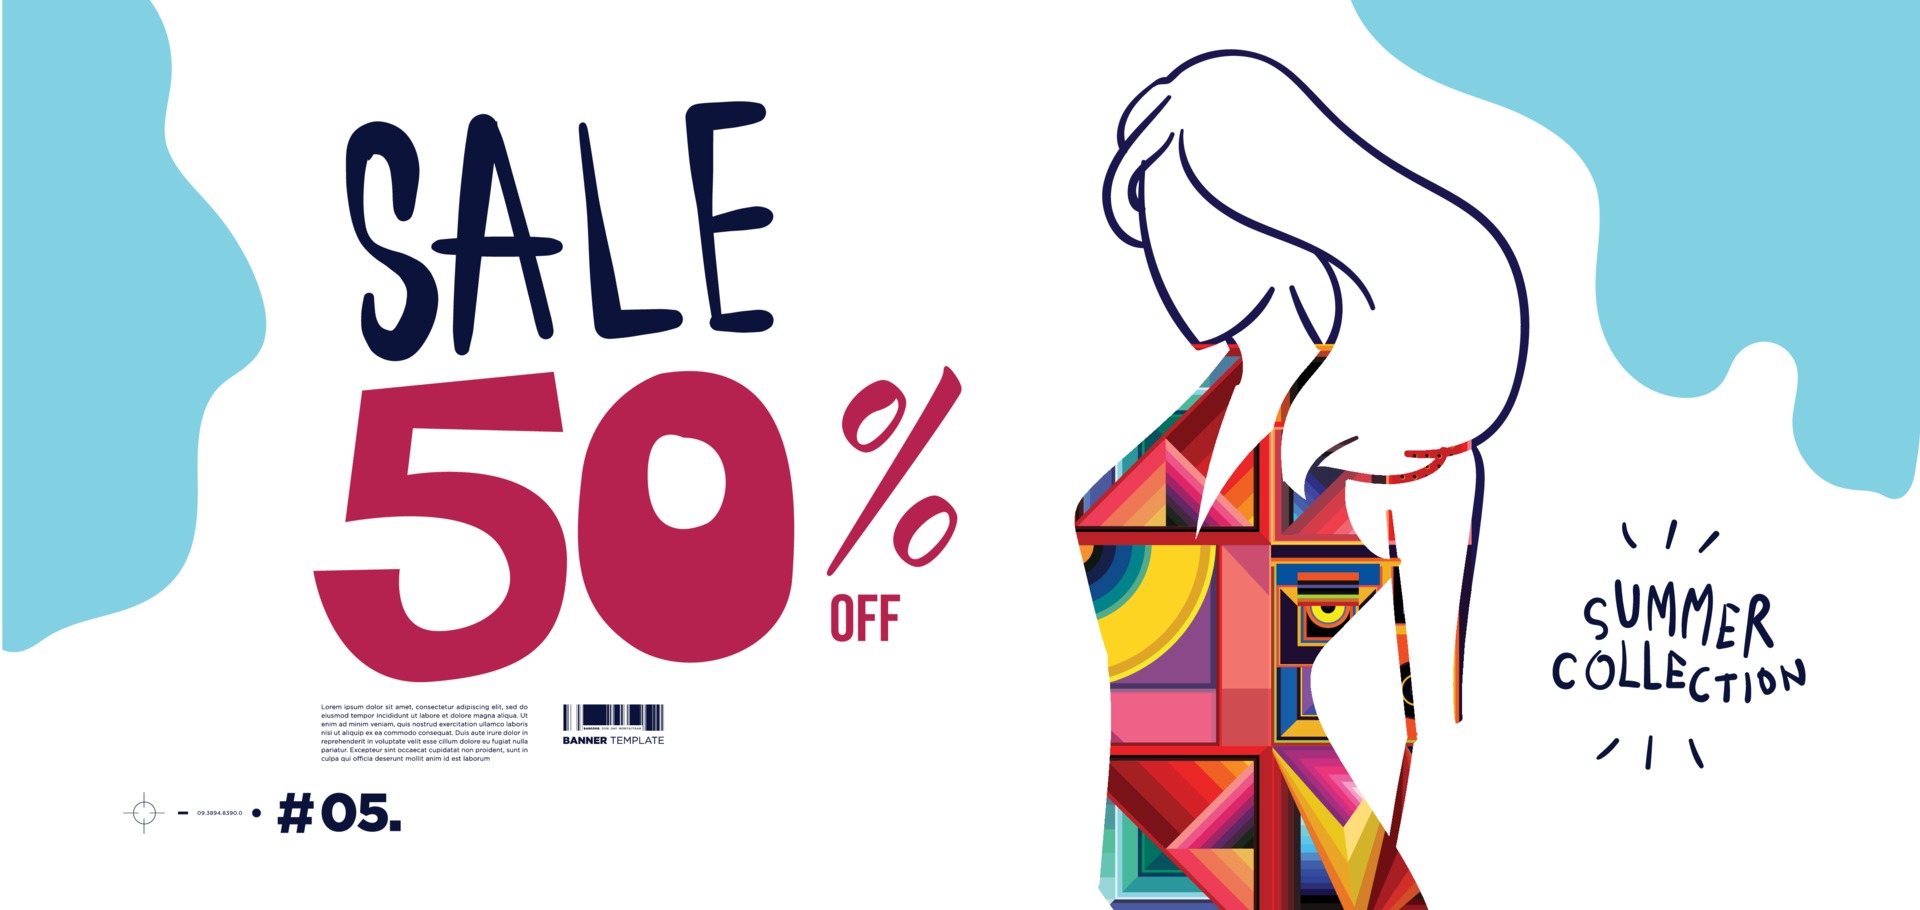 SALE
50%
OFF
Lorem ipsum dolor sit amet, consectetur adipiscing elit, sed do
eiusmod tempor incididunt ut labore et dolore magna aliqua. Ut
enim ad minim veniam, quis nostrud exercitation ullamco laboris
nisi ut aliquip ex ea commodo consequat. Duis aute irure dolor in
reprehenderit in voluptate velit esse cillum dolore eu fugiat nulla
pariatur. Excepteur sint occaecat cupidatat non proident, sunt in
culpa qui officia deserunt mollit anim id est laborum
BANNER TEMPLATE
09.3894.8390.0
#05.
SUMMER
COLLECTION